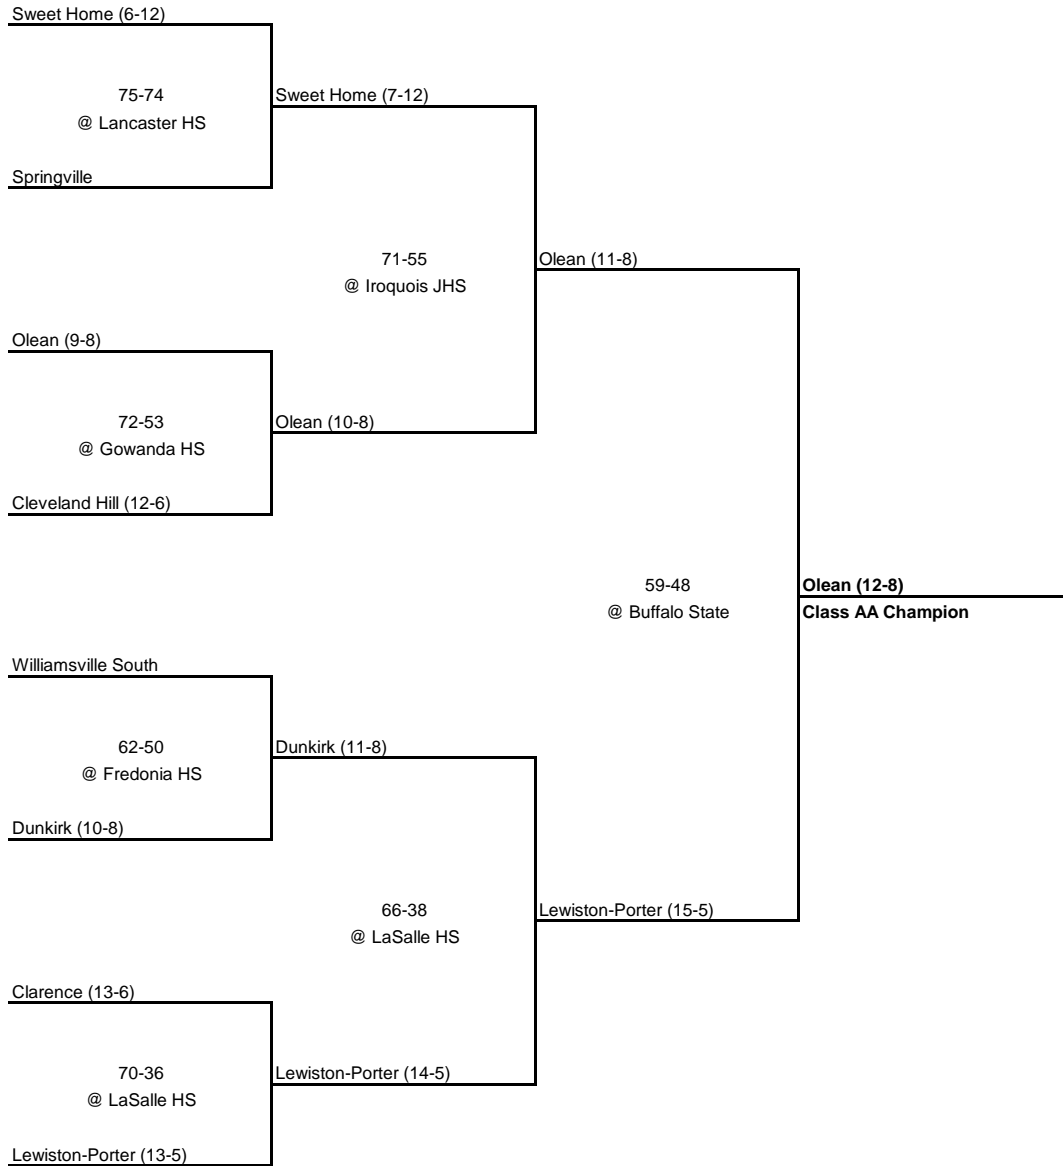 Sweet Home (6-12)
75-74
Sweet Home (7-12)
@ Lancaster HS
Springville
71-55
Olean (11-8)
@ Iroquois JHS
Olean (9-8)
72-53
Olean (10-8)
@ Gowanda HS
Cleveland Hill (12-6)
59-48
Olean (12-8)
@ Buffalo State
Class AA Champion
Williamsville South
62-50
Dunkirk (11-8)
@ Fredonia HS
Dunkirk (10-8)
66-38
Lewiston-Porter (15-5)
@ LaSalle HS
Clarence (13-6)
70-36
Lewiston-Porter (14-5)
@ LaSalle HS
Lewiston-Porter (13-5)